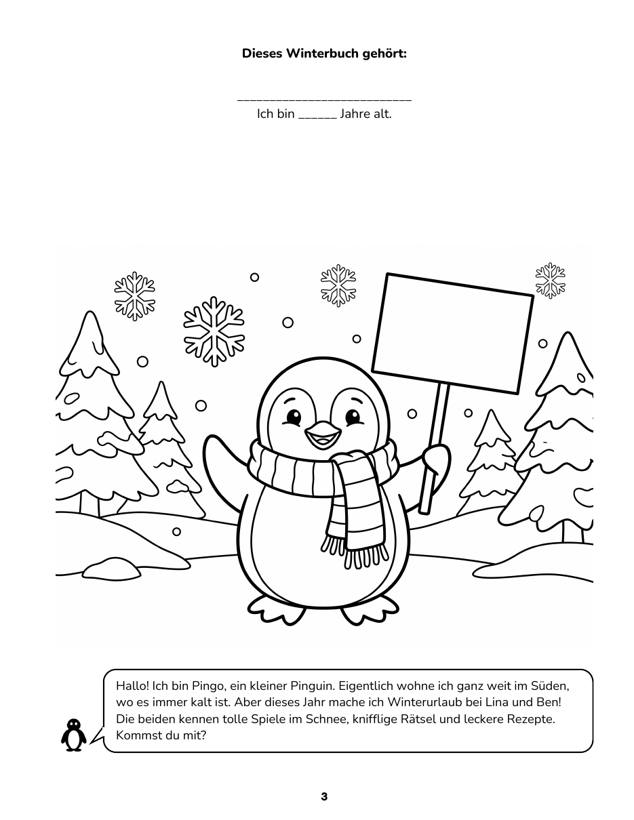 Dieses Winterbuch gehört:
___________________________
Ich bin ______ Jahre alt.
Hallo! Ich bin Pingo, ein kleiner Pinguin. Eigentlich wohne ich ganz weit im Süden,
wo es immer kalt ist. Aber dieses Jahr mache ich Winterurlaub bei Lina und Ben!
Die beiden kennen tolle Spiele im Schnee, knifflige Rätsel und leckere Rezepte.
Kommst du mit?
3